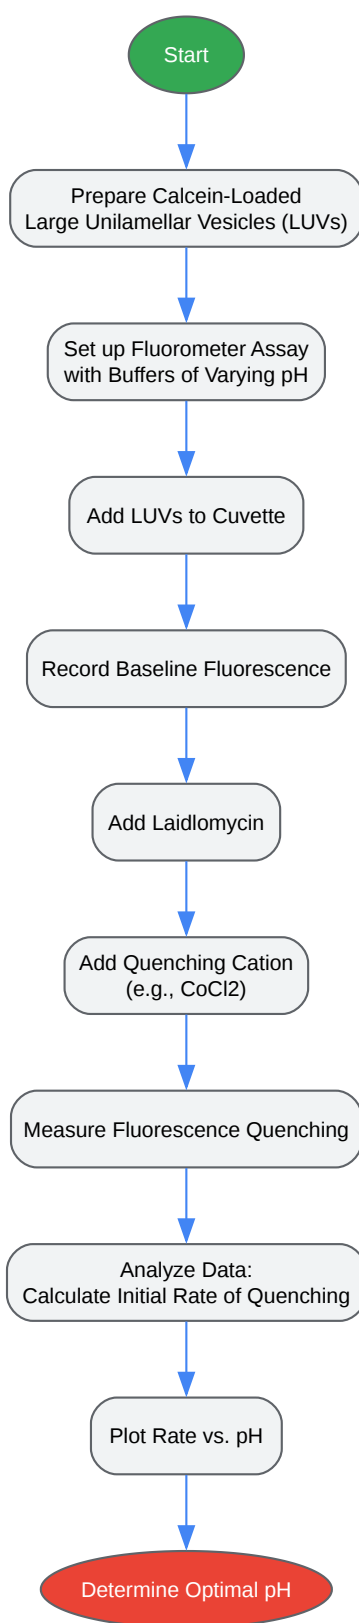 Start
Prepare Calcein-Loaded
Large Unilamellar Vesicles (LUVs)
Set up Fluorometer Assay
with Buffers of Varying pH
Add LUVs to Cuvette
Record Baseline Fluorescence
Add Laidlomycin
Add Quenching Cation
(e.g., CoCl2)
Measure Fluorescence Quenching
Analyze Data:
Calculate Initial Rate of Quenching
Plot Rate vs. pH
Determine Optimal pH